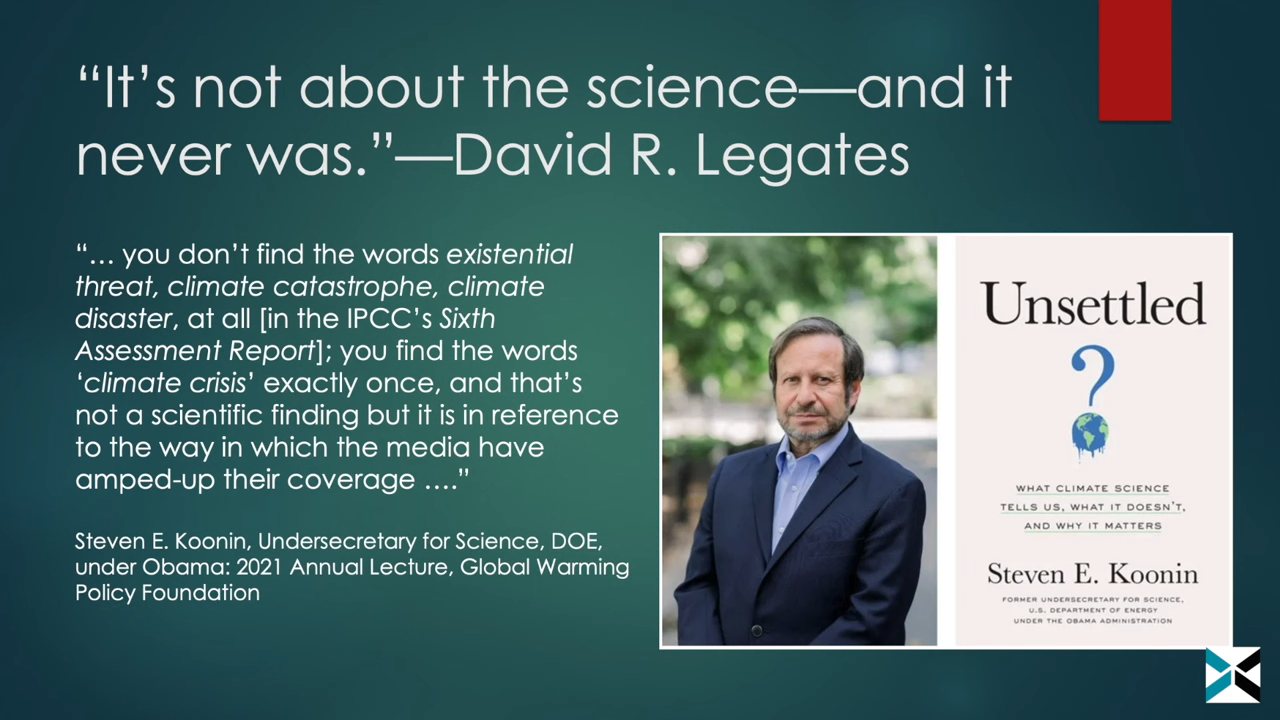 “It’s not about the science—and it
never was.”—David R. Legates
“… you don’t find the words existential
threat, climate catastrophe, climate
disaster, at all [in the IPCC’s Sixth
Assessment Report]; you find the words
‘climate crisis’ exactly once, and that’s
not a scientific finding but it is in reference
to the way in which the media have
amped-up their coverage ….”
Steven E. Koonin, Undersecretary for Science, DOE,
under Obama: 2021 Annual Lecture, Global Warming
Policy Foundation
Unsettled
?
WHAT CLIMATE SCIENCE
TELLS US, WHAT IT DOESN’T,
AND WHY IT MATTERS
Steven E. Koonin
FORMER UNDERSECRETARY FOR SCIENCE,
U.S. DEPARTMENT OF ENERGY
UNDER THE OBAMA ADMINISTRATION